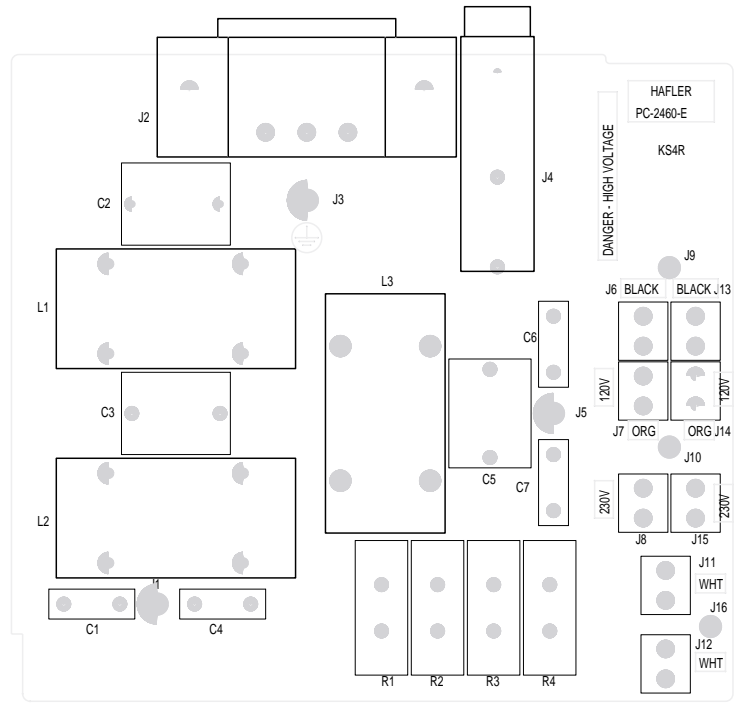 HAFLER
PC-2460-E
J2
DANGER - HIGH VOLTAGE
KS4R
J4
C2
J3
J9
L3
J6 BLACK
BLACK J13
L1
C6
120V
120V
C3
J5
J7 ORG
ORG J14
J10
C5
C7
230V
230V
L2
J8
J15
J1
J11
WHT
J16
C1
C4
J12
WHT
R1
R2
R3
R4